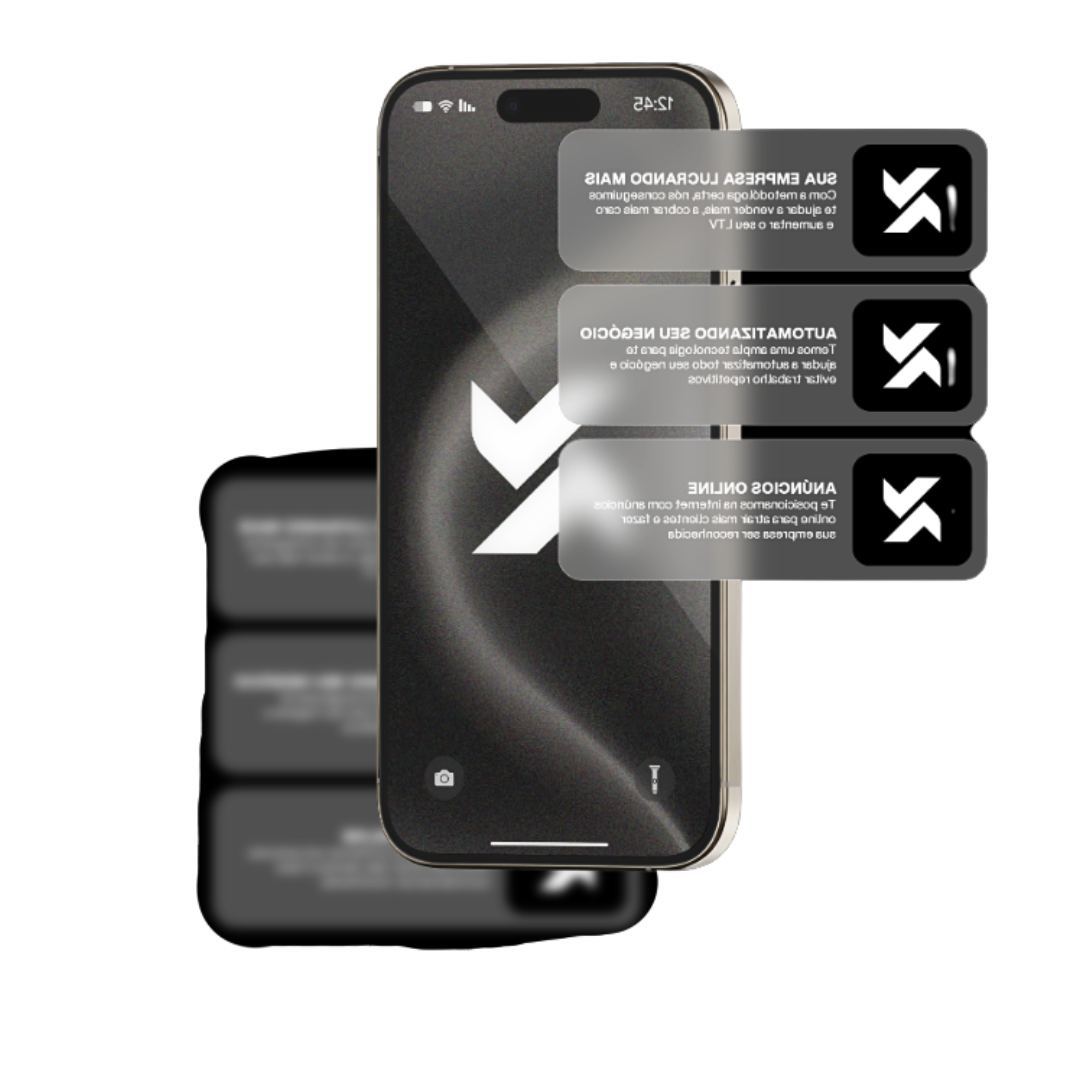 12:45
SUA EMPRESA LUCRANDO MAIS
Com a metodóloga certa, nós conseguimos
te ajudar a vender mais, a cobrar mais caro
e aumentar o seu LTV
AUTOMATIZANDO SEU NEGÓCIO
Temos uma ampla tecnologia para te
ajudar a automatizar todo seu negócio e
evitar trabalho repetitivos
ANÚNCIOS ONLINE
Te posicionamos na internet com anúncios
online para atrair mais clientes e fazer
sua empresa ser reconhecida